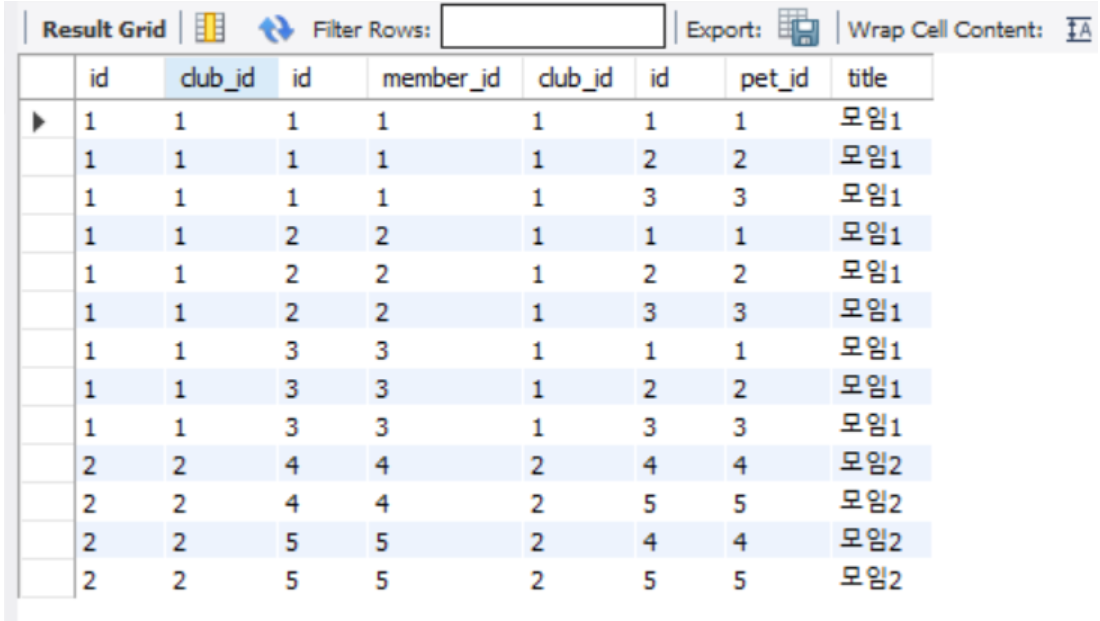 Result Grid Filter Rows: Export: Wrap Cell Content: IA
id club_id id member_id club_id id pet_id title
1 1 1 1 1 1 1 모임1
1 1 1 1 1 2 2 모임1
1 1 1 1 1 3 3 모임1
1 1 2 2 1 1 1 모임1
1 1 2 2 1 2 2 모임1
1 1 2 2 1 3 3 모임1
1 1 3 3 1 1 1 모임1
1 1 3 3 1 2 2 모임1
1 1 3 3 1 3 3 모임1
2 2 4 4 2 4 4 모임2
2 2 4 4 2 5 5 모임2
2 2 5 5 2 4 4 모임2
2 2 5 5 2 5 5 모임2